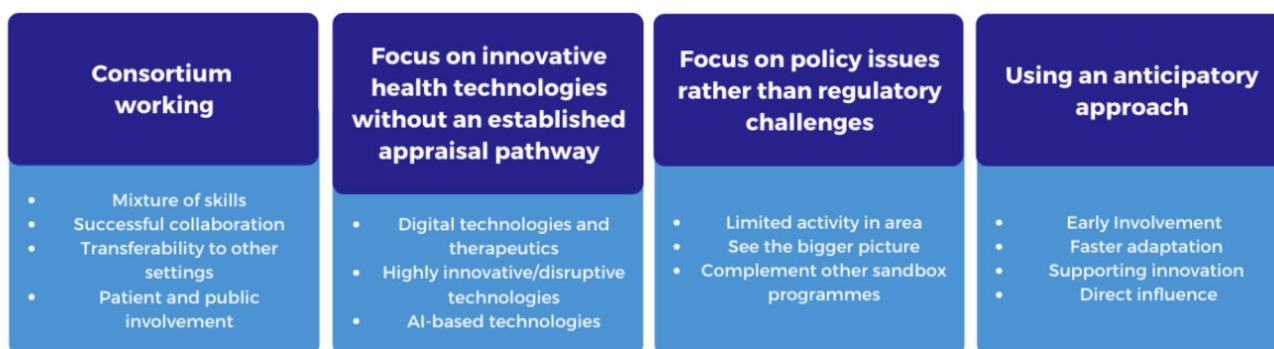 Consortium
working
• Mixture of skills
• Successful collaboration
• Transferability to other
settings
• Patient and public
involvement
Focus on innovative
health technologies
without an established
appraisal pathway
• Digital technologies and
therapeutics
• Highly innovative/disruptive
technologies
• AI-based technologies
Focus on policy issues
rather than regulatory
challenges
• Limited activity in area
• See the bigger picture
• Complement other sandbox
programmes
Using an anticipatory
approach
• Early Involvement
• Faster adaptation
• Supporting innovation
• Direct influence